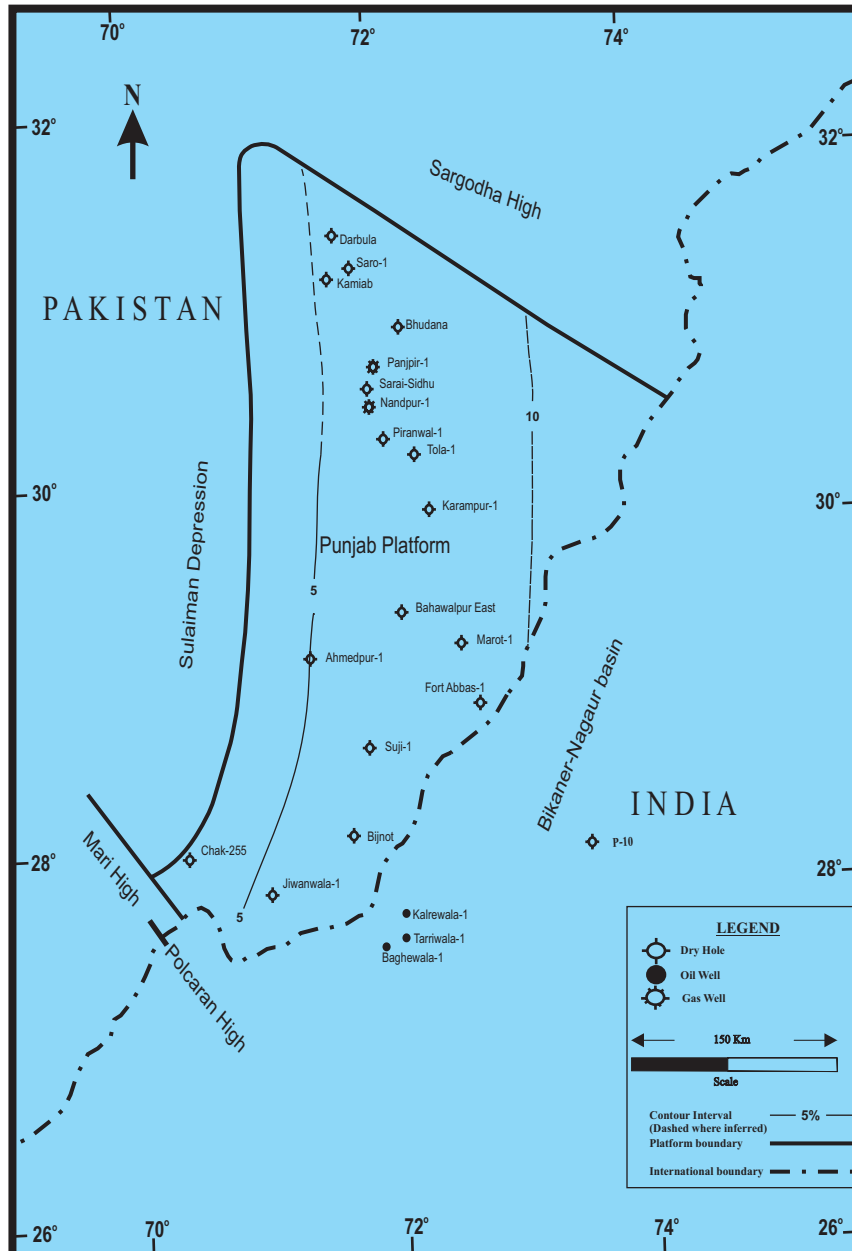 70° 72° 74°
N
32° 32°
Sargodha High
Darbula
Saro-1
Kamiab
PAKISTAN
Bhudana
Panjpir-1
Sarai-Sidhu
Nandpur-1
10
Piranwal-1
Tola-1
30° 30°
Karampur-1
Sulaiman Depression
Punjab Platform
5
Bahawalpur East
Marot-1
Ahmedpur-1
Fort Abbas-1
Bikaner-Nagaur basin
Suji-1
INDIA
Bijnot
P-10
Chak-255
28° 28°
Mari High
Jiwanwala-1
5
Kalrewala-1
Tarriwala-1
Baghewala-1
Polcaran High
LEGEND
Dry Hole
Oil Well
Gas Well
150 Km
Scale
Contour Interval 5%
(Dashed where inferred)
Platform boundary
International boundary
26° 26°
70° 72° 74°